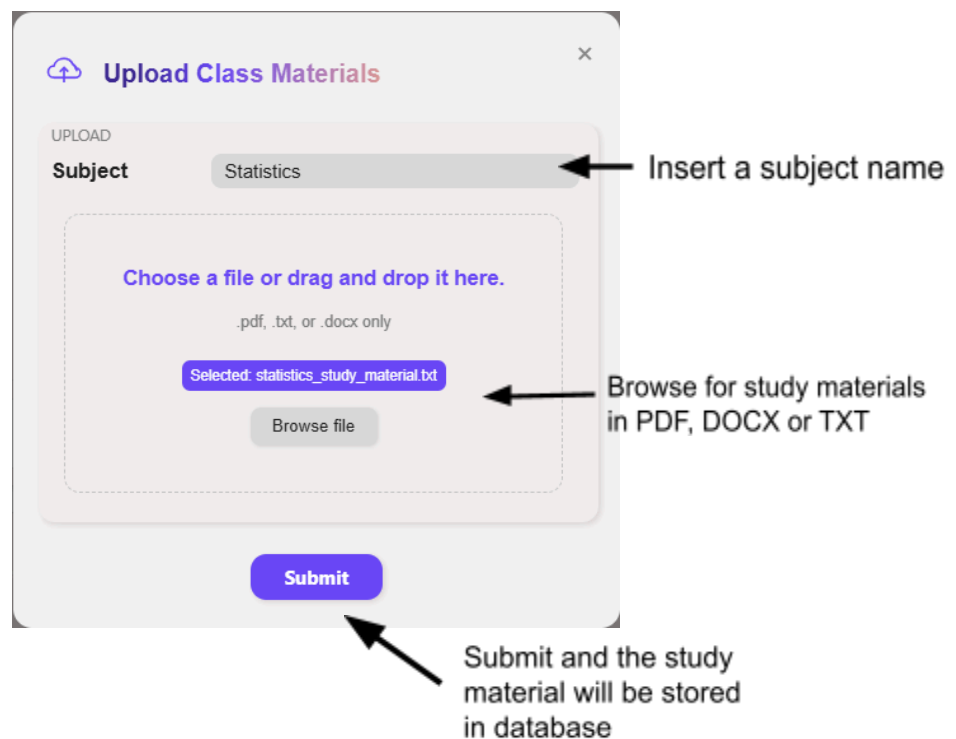 Upload Class Materials
×
UPLOAD
Subject
Statistics
Insert a subject name
Choose a file or drag and drop it here.
.pdf, .txt, or .docx only
Selected: statistics_study_material.txt
Browse for study materials
in PDF, DOCX or TXT
Browse file
Submit
Submit and the study
material will be stored
in database